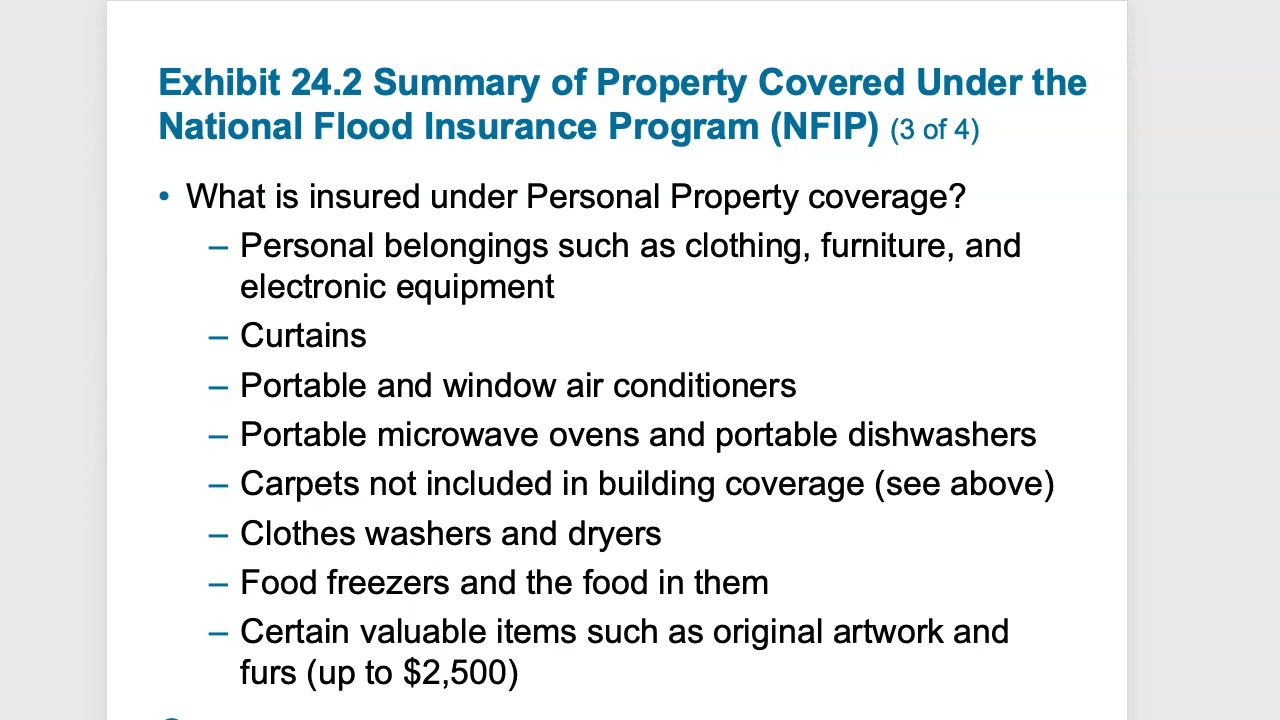 Exhibit 24.2 Summary of Property Covered Under the
National Flood Insurance Program (NFIP) (3 of 4)
• What is insured under Personal Property coverage?
– Personal belongings such as clothing, furniture, and
electronic equipment
– Curtains
– Portable and window air conditioners
– Portable microwave ovens and portable dishwashers
– Carpets not included in building coverage (see above)
– Clothes washers and dryers
– Food freezers and the food in them
– Certain valuable items such as original artwork and
furs (up to $2,500)